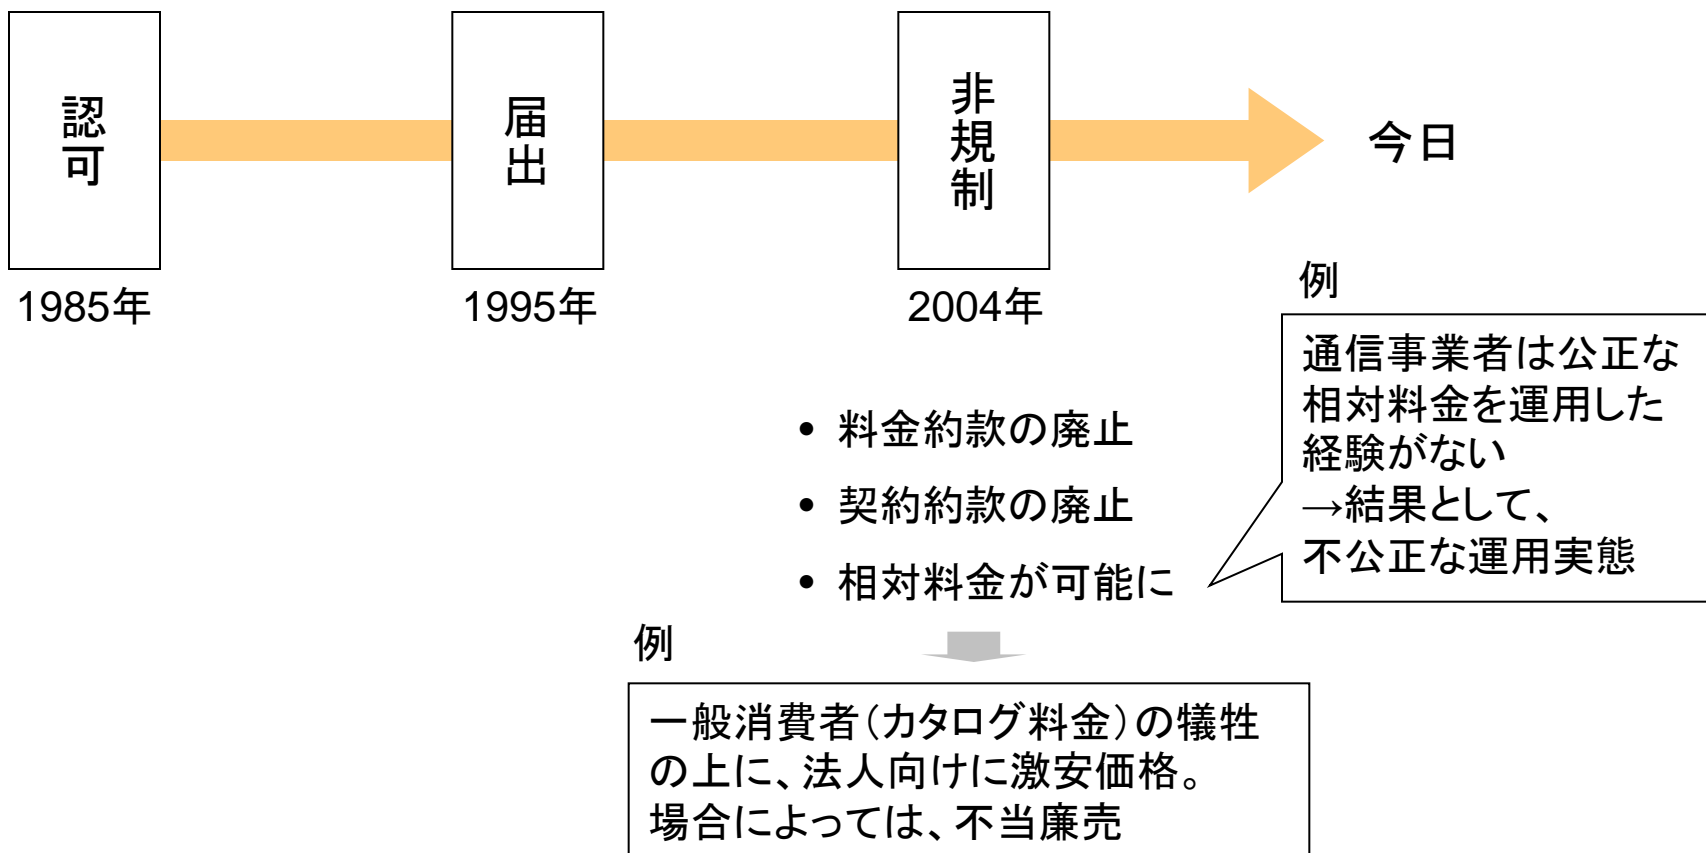 認可
届出
非規制
今日
1985年
1995年
2004年
例
通信事業者は公正な
相対料金を運用した
経験がない
→結果として、
不公正な運用実態
• 料金約款の廃止
• 契約約款の廃止
• 相対料金が可能に
例
一般消費者（カタログ料金）の犠牲
の上に、法人向けに激安価格。
場合によっては、不当廉売